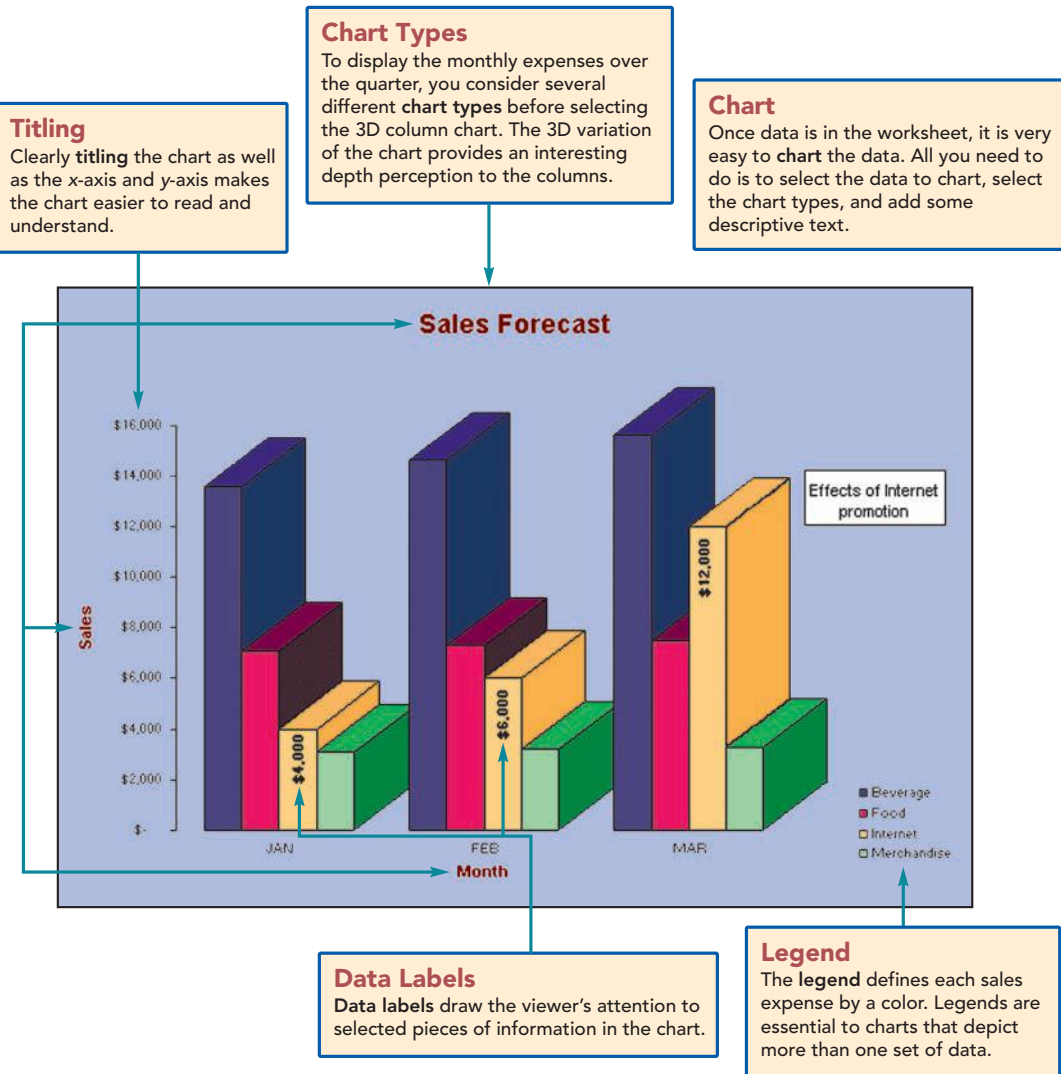 Chart Types
To display the monthly expenses over
the quarter, you consider several
different chart types before selecting
the 3D column chart. The 3D variation
of the chart provides an interesting
depth perception to the columns.
Titling
Clearly titling the chart as well
as the x-axis and y-axis makes
the chart easier to read and
understand.
Chart
Once data is in the worksheet, it is very
easy to chart the data. All you need to
do is to select the data to chart, select
the chart types, and add some
descriptive text.
Sales Forecast
$16,000
$14,000
$12,000
$10,000
$8,000
$6,000
$4,000
$2,000
$-
Sales
$4,000
$6,000
$12,000
Effects of Internet
promotion
JAN
FEB
MAR
Month
Beverage
Food
Internet
Merchandise
Data Labels
Data labels draw the viewer's attention to
selected pieces of information in the chart.
Legend
The legend defines each sales
expense by a color. Legends are
essential to charts that depict
more than one set of data.